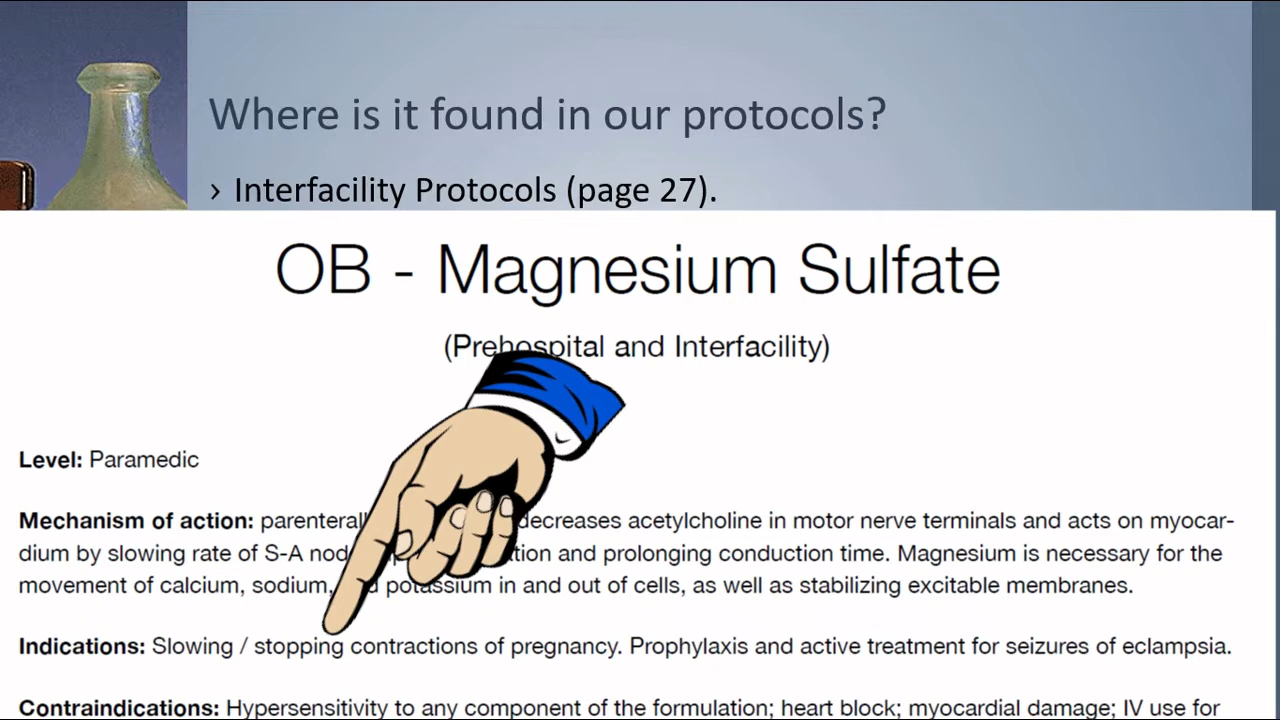 Where is it found in our protocols?
› Interfacility Protocols (page 27).
OB - Magnesium Sulfate
(Prehospital and Interfacility)
Level: Paramedic
Mechanism of action: decreases acetylcholine in motor nerve terminals and acts on myocar-
dium by slowing rate of S-A and prolonging conduction time. Magnesium is necessary for the
movement of calcium, sodium, potassium in and out of cells, as well as stabilizing excitable membranes.
Indications: Slowing / stopping contractions of pregnancy. Prophylaxis and active treatment for seizures of eclampsia.
Contraindications: Hypersensitivity to any component of the formulation; heart block; myocardial damage; IV use for